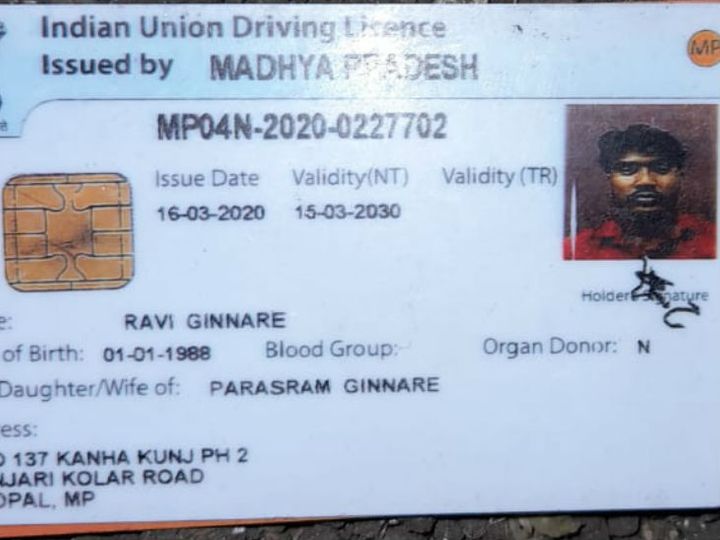 Indian Union Driving Licence
Issued by MADHYA PRADESH
MP
MP04N-2020-0227702
Issue Date Validity(NT) Validity (TR)
16-03-2020 15-03-2030
Holder's Signature
e:
RAVI GINNARE
of Birth: 01-01-1988 Blood Group: Organ Donor: N
Daughter/Wife of: PARASRAM GINNARE
ess:
137 KANHA KUNJ PH 2
NJARI KOLAR ROAD
OPAL, MP